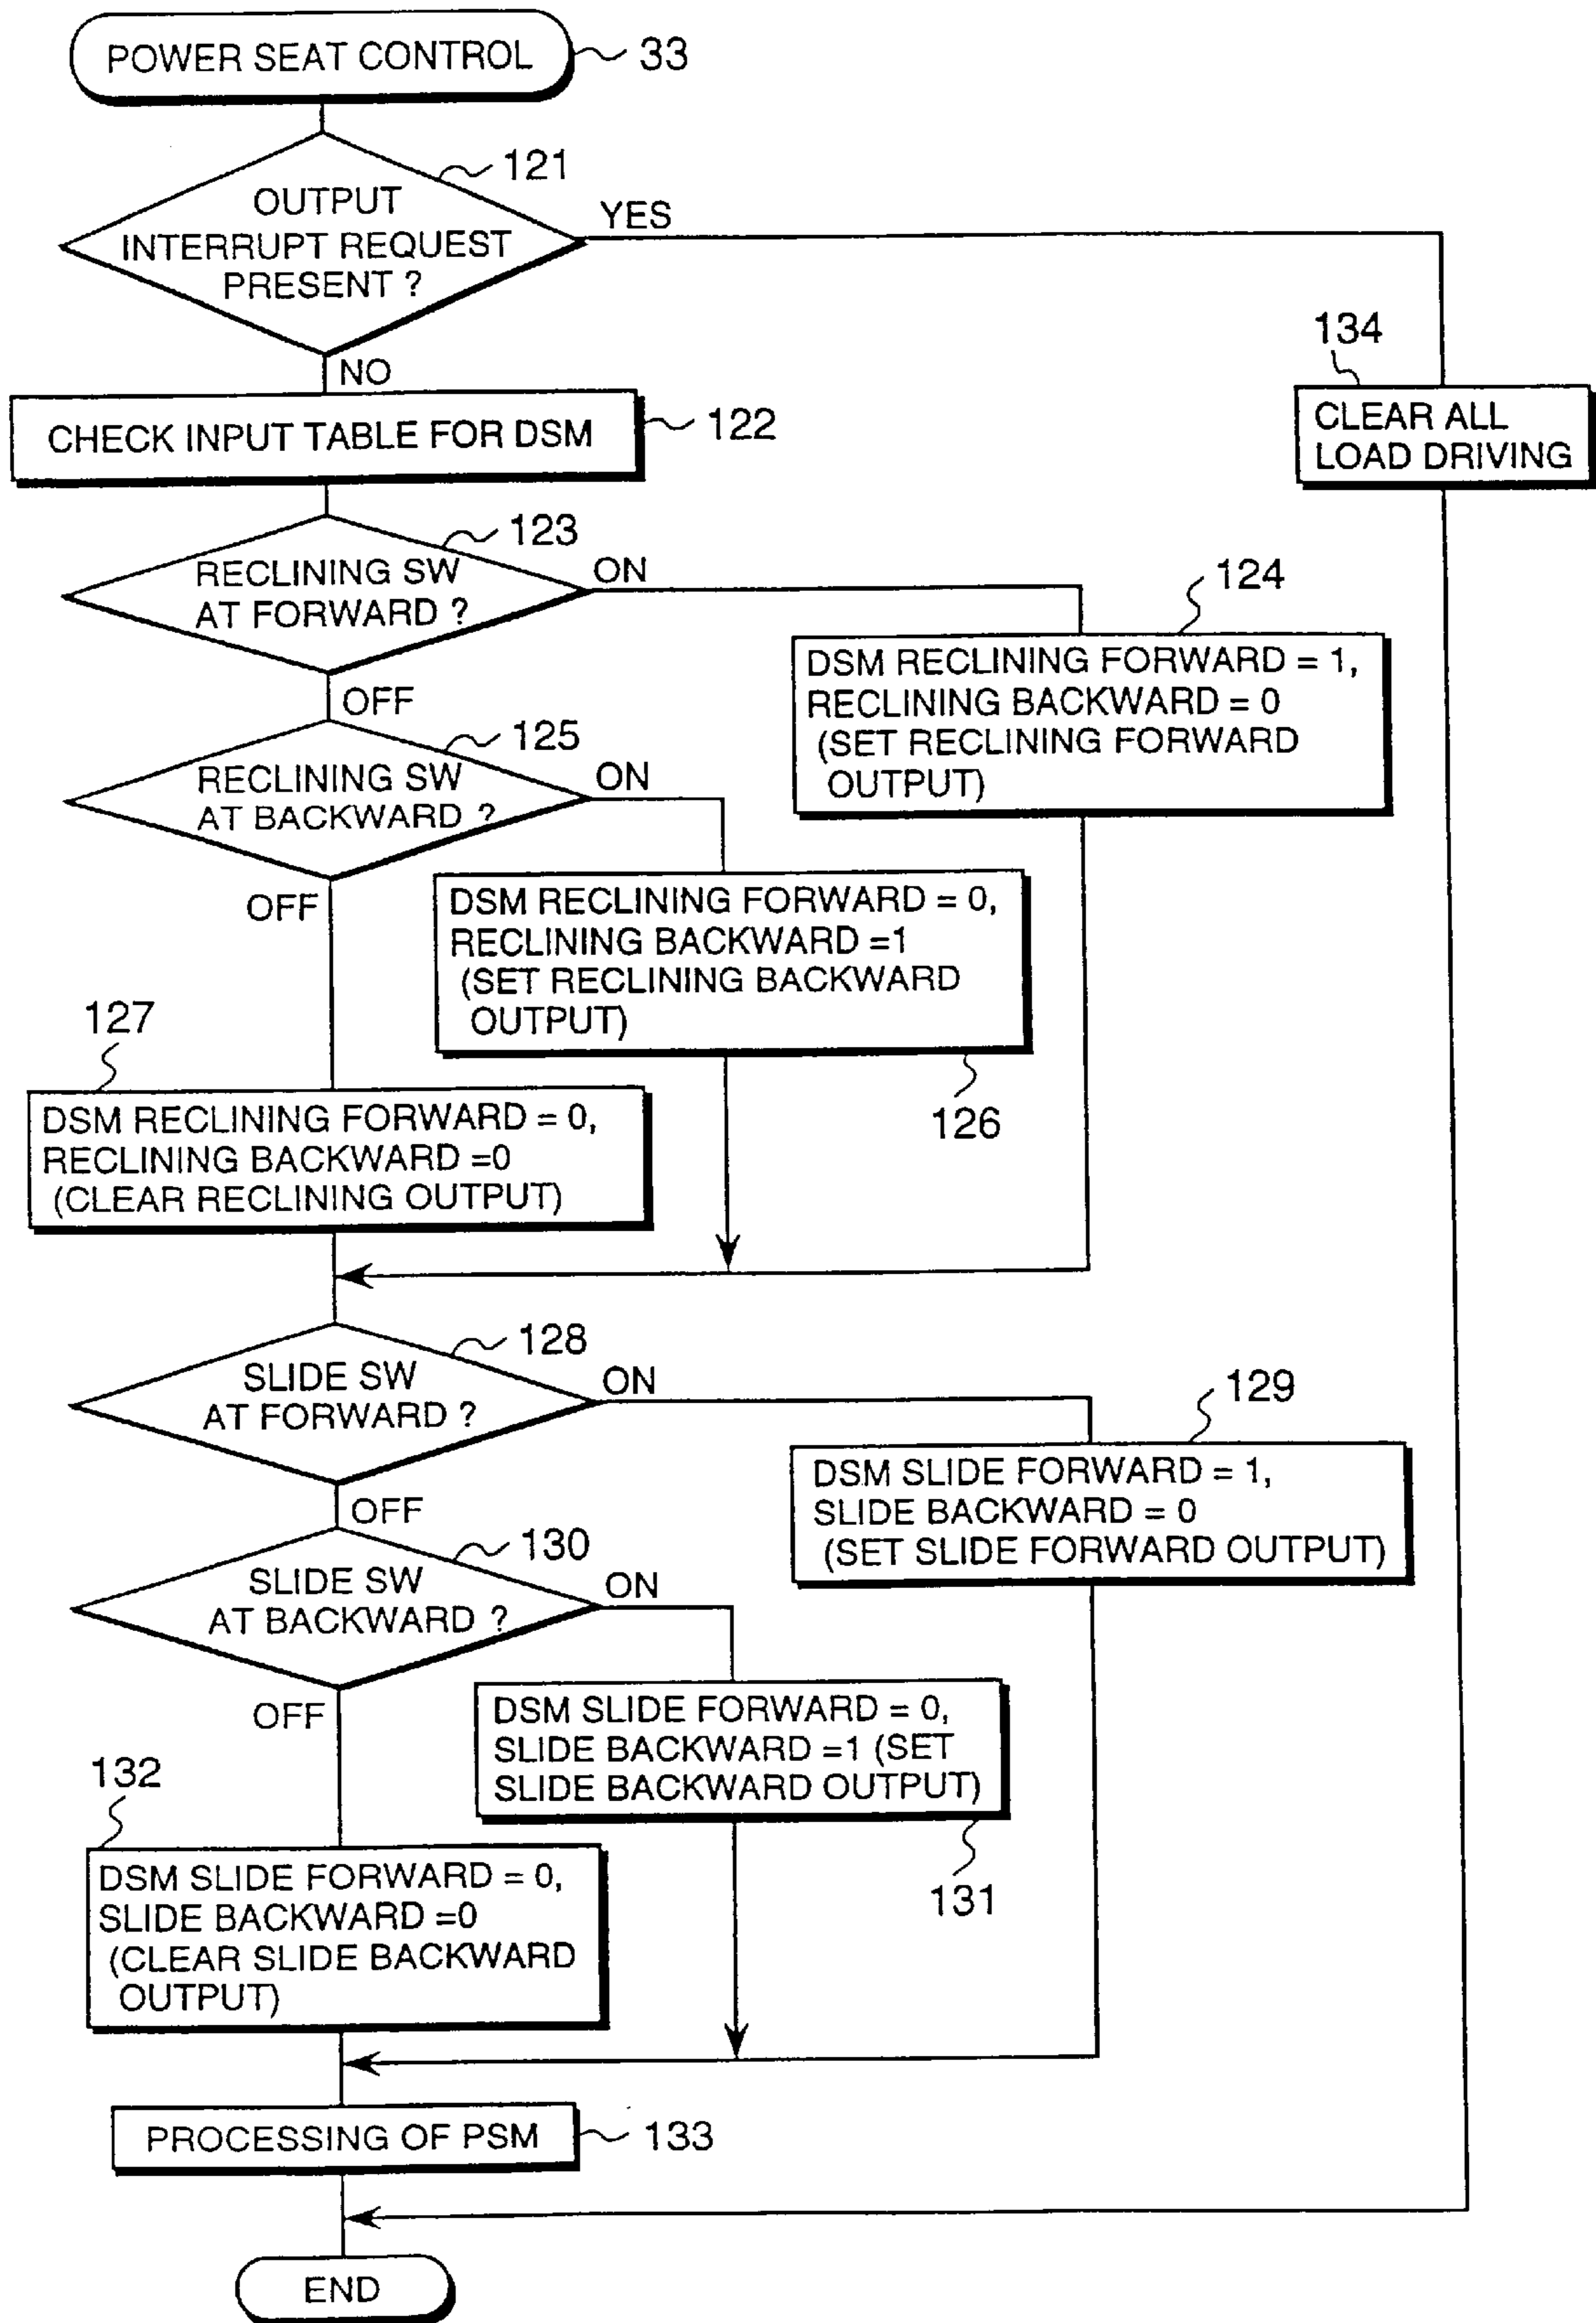 POWER SEAT CONTROL
33
121
OUTPUT
INTERRUPT REQUEST
PRESENT ?
YES
NO
134
CLEAR ALL
LOAD DRIVING
CHECK INPUT TABLE FOR DSM
122
123
RECLINING SW
AT FORWARD ?
ON
OFF
124
DSM RECLINING FORWARD = 1,
RECLINING BACKWARD = 0
(SET RECLINING FORWARD
OUTPUT)
125
RECLINING SW
AT BACKWARD ?
ON
OFF
DSM RECLINING FORWARD = 0,
RECLINING BACKWARD =1
(SET RECLINING BACKWARD
OUTPUT)
126
127
DSM RECLINING FORWARD = 0,
RECLINING BACKWARD =0
(CLEAR RECLINING OUTPUT)
128
SLIDE SW
AT FORWARD ?
ON
OFF
129
DSM SLIDE FORWARD = 1,
SLIDE BACKWARD = 0
(SET SLIDE FORWARD OUTPUT)
130
SLIDE SW
AT BACKWARD ?
ON
OFF
DSM SLIDE FORWARD = 0,
SLIDE BACKWARD =1 (SET
SLIDE BACKWARD OUTPUT)
131
132
DSM SLIDE FORWARD = 0,
SLIDE BACKWARD =0
(CLEAR SLIDE BACKWARD
OUTPUT)
PROCESSING OF PSM
133
END